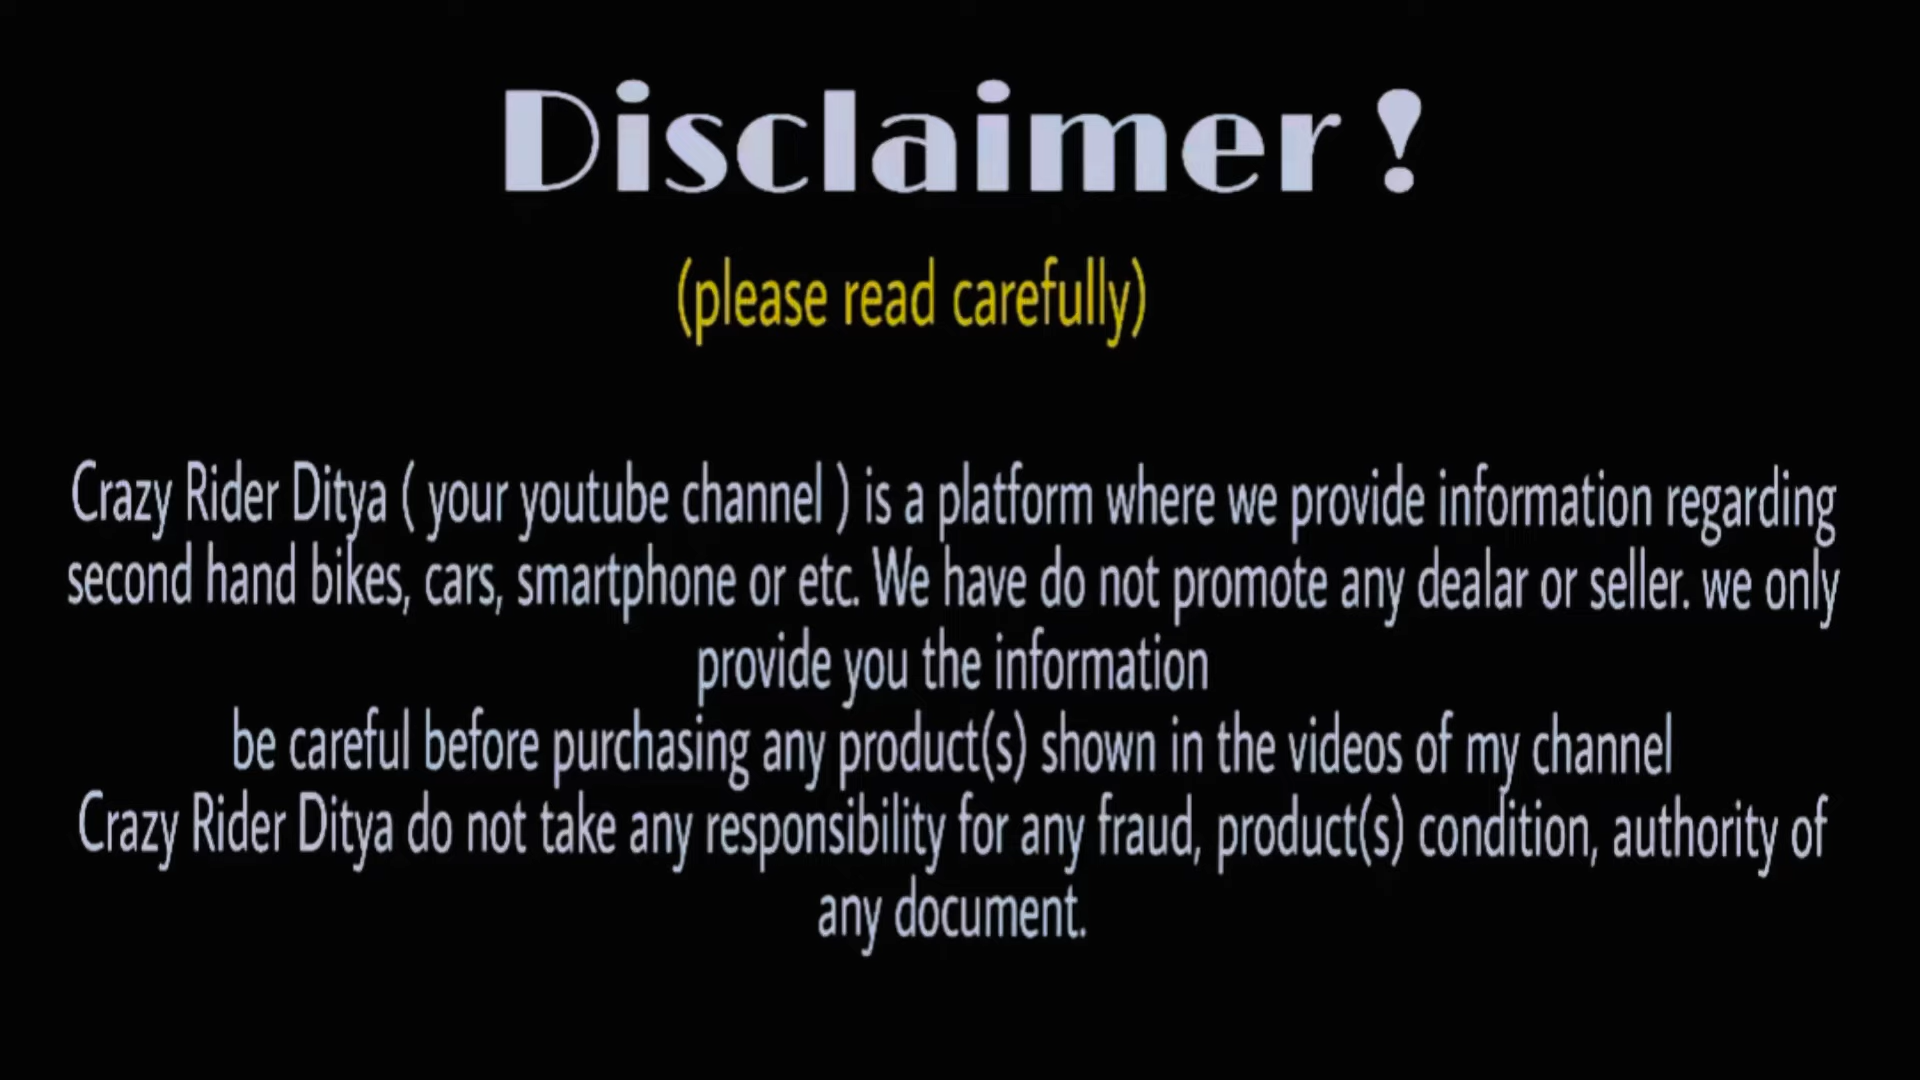 Disclaimer !
(please read carefully)
Crazy Rider Ditya ( your youtube channel ) is a platform where we provide information regarding
second hand bikes, cars, smartphone or etc. We have do not promote any dealar or seller. we only
provide you the information
be careful before purchasing any product(s) shown in the videos of my channel
Crazy Rider Ditya do not take any responsibility for any fraud, product(s) condition, authority of
any document.